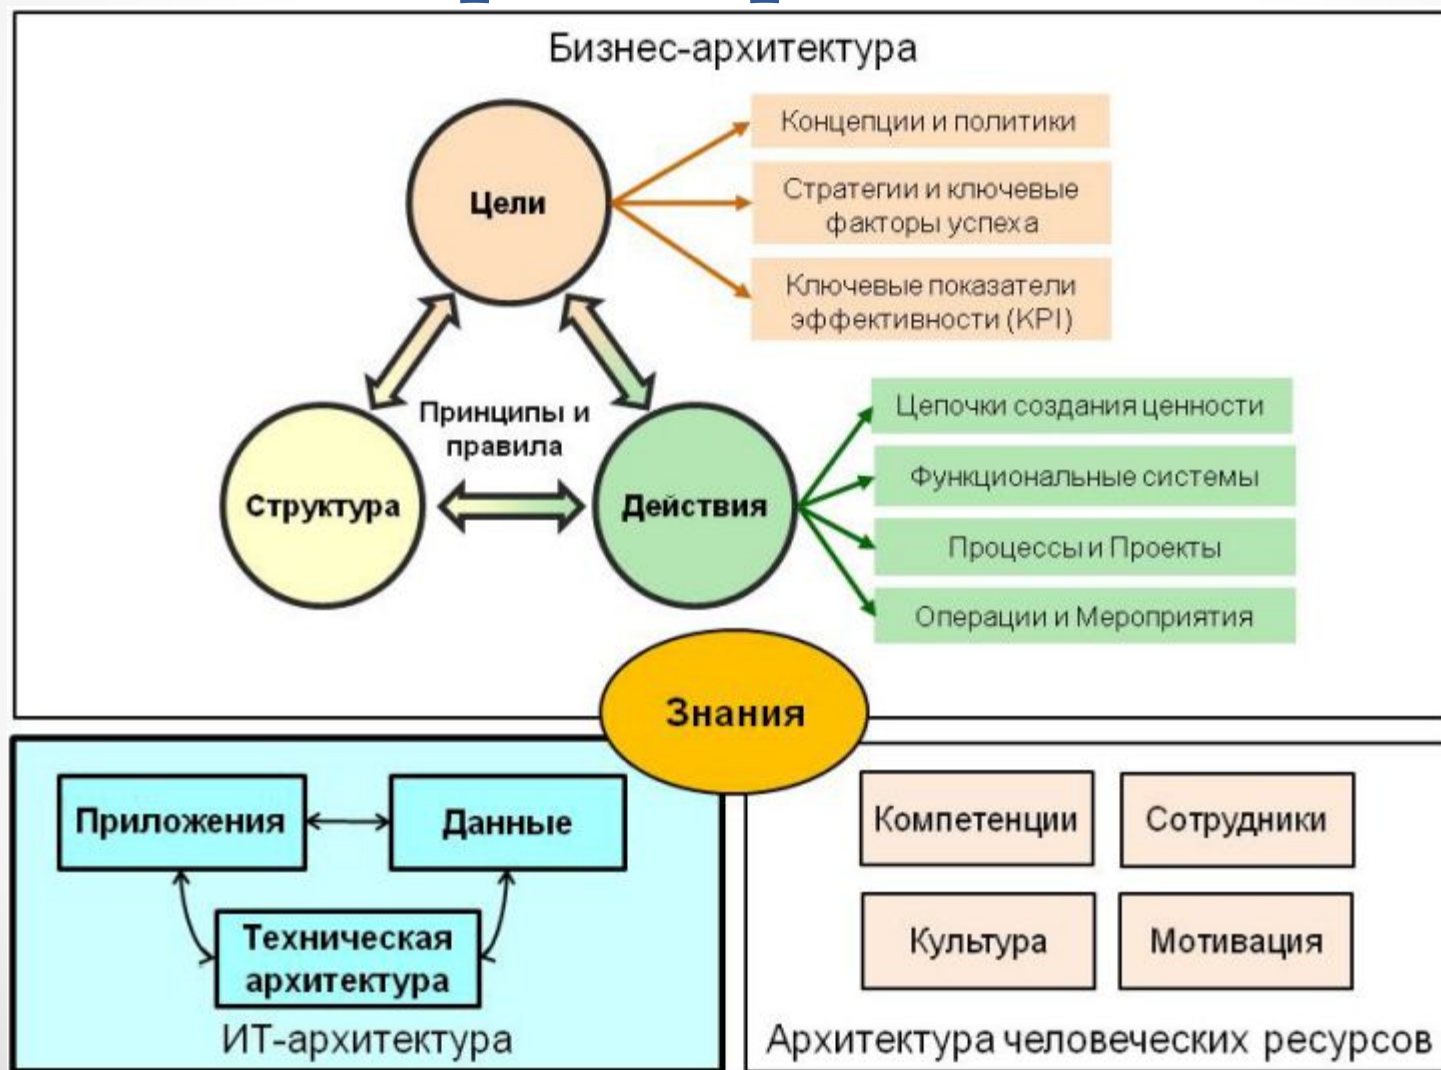 Бизнес-архитектура
Цели
Концепции и политики
Стратегии и ключевые
факторы успеха
Ключевые показатели
эффективности (KPI)
Принципы и
правила
Структура
Действия
Цепочки создания ценности
Функциональные системы
Процессы и Проекты
Операции и Мероприятия
Знания
Приложения
Данные
Техническая
архитектура
ИТ-архитектура
Компетенции
Сотрудники
Культура
Мотивация
Архитектура человеческих ресурсов